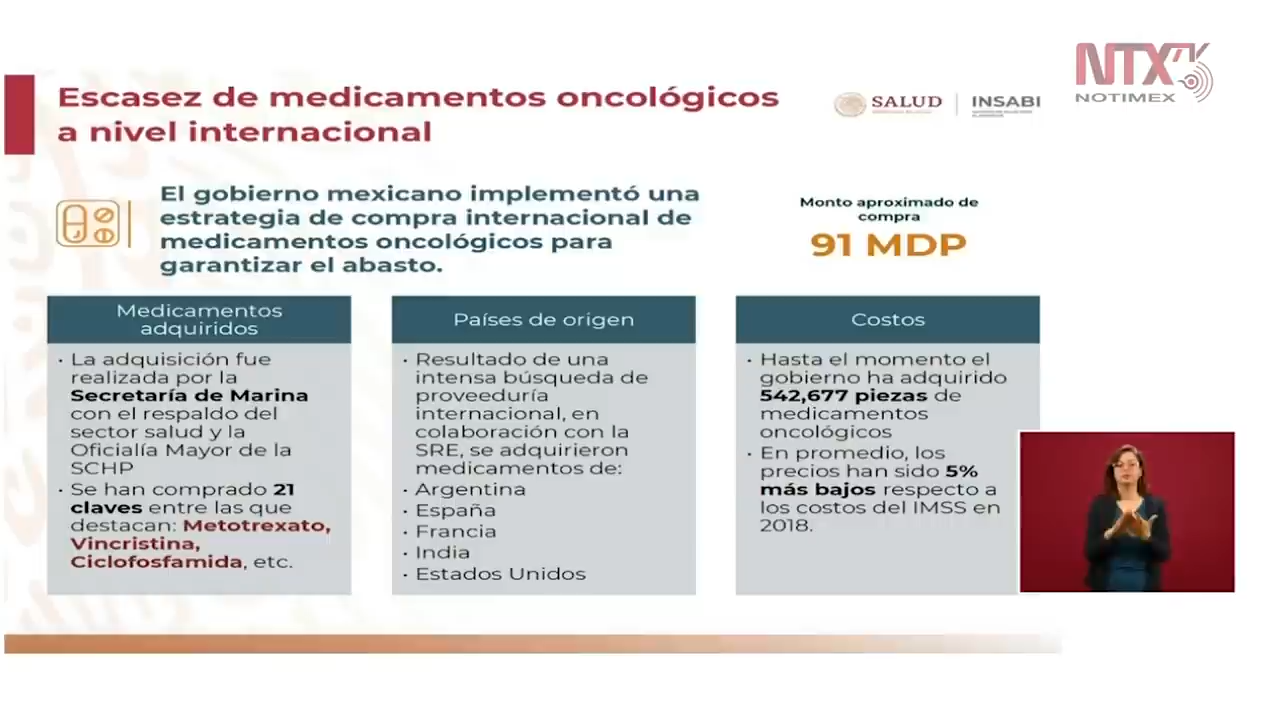 NTX
NOTIMEX
Escasez de medicamentos oncológicos
a nivel internacional
SALUD
INSABI
El gobierno mexicano implementó una
estrategia de compra internacional de
medicamentos oncológicos para
garantizar el abasto.
Monto aproximado de
compra
91 MDP
Medicamentos
adquiridos
· La adquisición fue
realizada por la
Secretaría de Marina
con el respaldo del
sector salud y la
Oficialía Mayor de la
SCHP
· Se han comprado 21
claves entre las que
destacan: Metotrexato,
Vincristina,
Ciclofosfamida, etc.
Países de origen
· Resultado de una
intensa búsqueda de
proveeduría
internacional, en
colaboración con la
SRE, se adquirieron
medicamentos de:
· Argentina
· España
· Francia
· India
· Estados Unidos
Costos
· Hasta el momento el
gobierno ha adquirido
542,677 piezas de
medicamentos
oncológicos
· En promedio, los
precios han sido 5%
más bajos respecto a
los costos del IMSS en
2018.